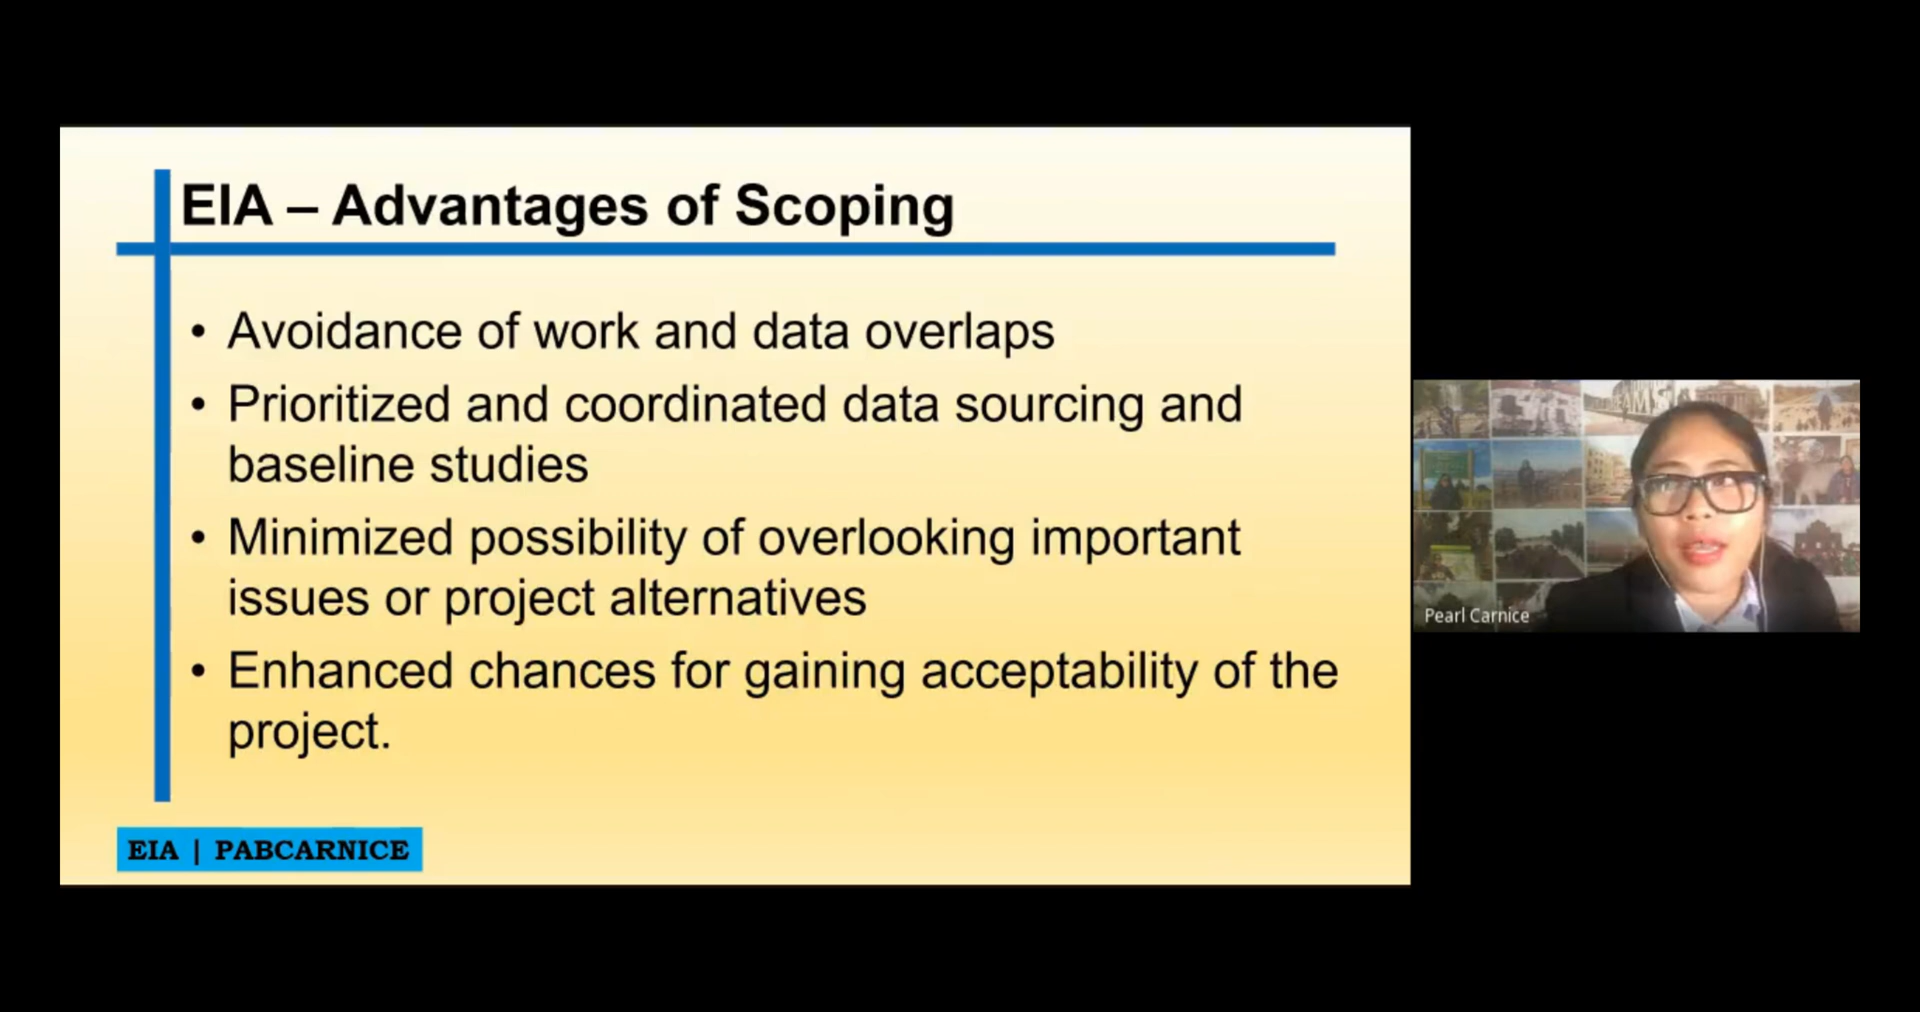 EIA – Advantages of Scoping
• Avoidance of work and data overlaps
• Prioritized and coordinated data sourcing and
baseline studies
• Minimized possibility of overlooking important
issues or project alternatives
• Enhanced chances for gaining acceptability of the
project.
EIA | PABCARNICE
Pearl Carnice